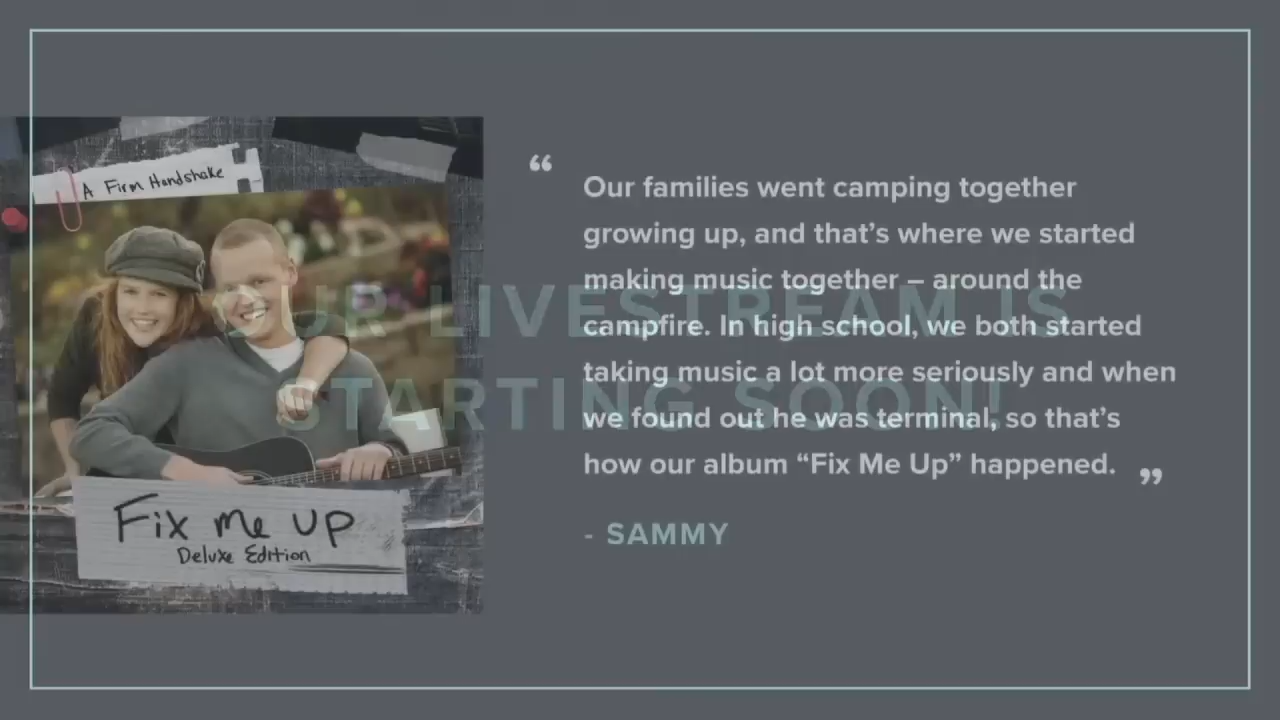 A Firm Handshake
Fix me up
Deluxe Edition
“
Our families went camping together
growing up, and that’s where we started
making music together – around the
campfire. In high school, we both started
taking music a lot more seriously and when
we found out he was terminal, so that’s
how our album “Fix Me Up” happened.
”
- SAMMY
OUR LIVESTREAM IS
STARTING SOON!